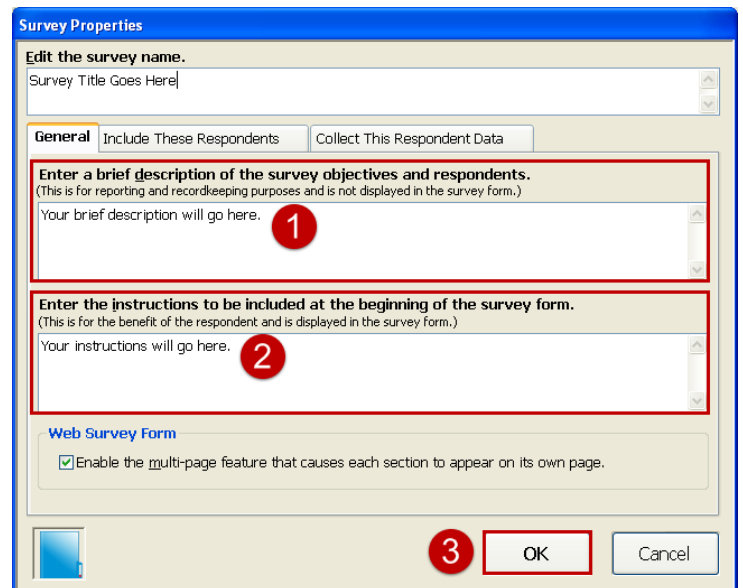 Survey Properties
Edit the survey name.
Survey Title Goes Here
General Include These Respondents Collect This Respondent Data
Enter a brief description of the survey objectives and respondents.
(This is for reporting and recordkeeping purposes and is not displayed in the survey form.)
Your brief description will go here.
1
Enter the instructions to be included at the beginning of the survey form.
(This is for the benefit of the respondent and is displayed in the survey form.)
Your instructions will go here.
2
Web Survey Form
Enable the multi-page feature that causes each section to appear on its own page.
3 OK Cancel